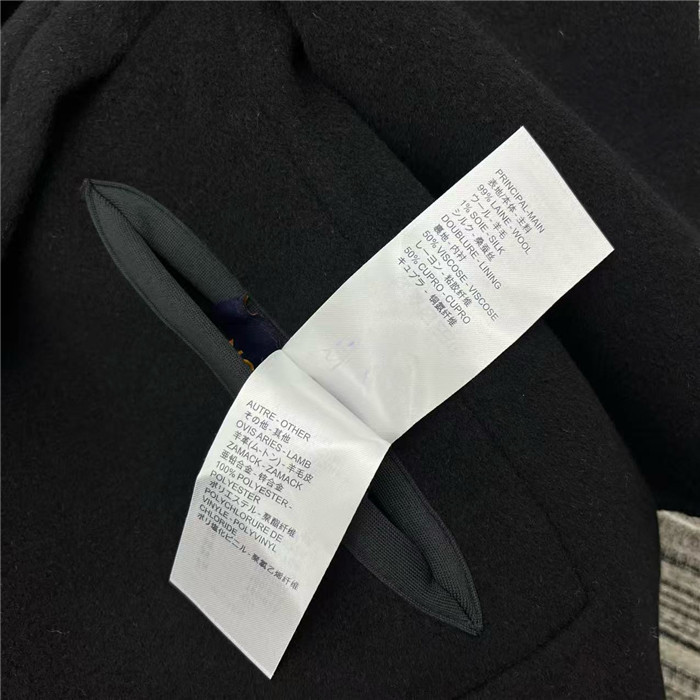 PRINCIPAL-MAIN
表地/本体 - 主料
99% LAINE - WOOL
ウール - 羊毛
1% SOIE - SILK
シルク - 桑蚕丝
DOUBLURE - LINING
裏地 - 内衬
50% VISCOSE - VISCOSE
レーヨン - 粘胶纤维
50% CUPRO - CUPRO
キュプラ - 铜氨纤维
AUTRE - OTHER
その他 - 其他
OVIS ARIES - LAMB
羊革(ムートン) - 羊毛皮
ZAMACK - ZAMACK
亜鉛合金 - 锌合金
100% POLYESTER -
POLYESTER
ポリエステル - 聚酯纤维
POLYCHLORURE DE
VINYLE - POLYVINYL
CHLORIDE
ポリ塩化ビニル - 聚氯乙烯纤维